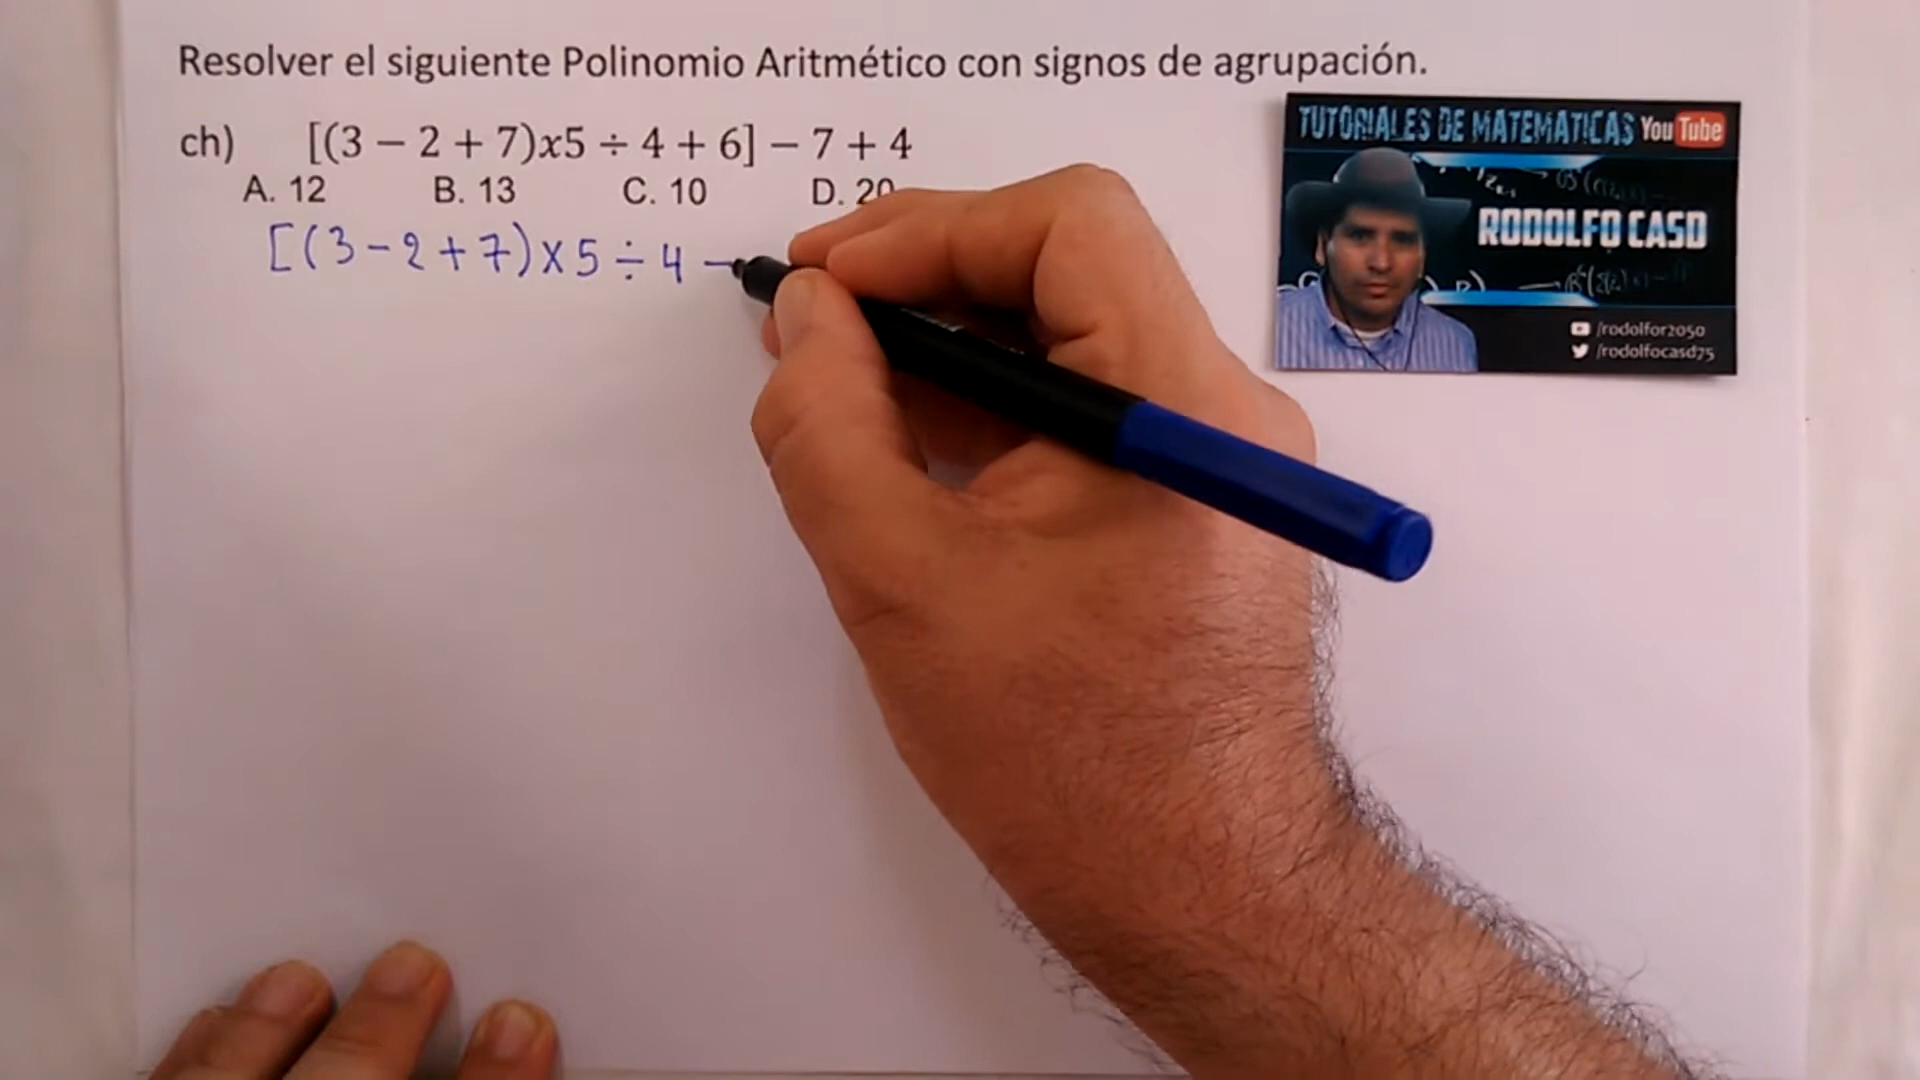 Resolver el siguiente Polinomio Aritmético con signos de agrupación.
ch) [(3 − 2 + 7)x5 ÷ 4 + 6] − 7 + 4
A. 12 B. 13 C. 10 D. 20
[(3 − 2 + 7) x 5 ÷ 4 −
TUTORIALES DE MATEMATICAS YouTube
RODOLFO CASD
/rodolfor2050
/rodolfocasd75